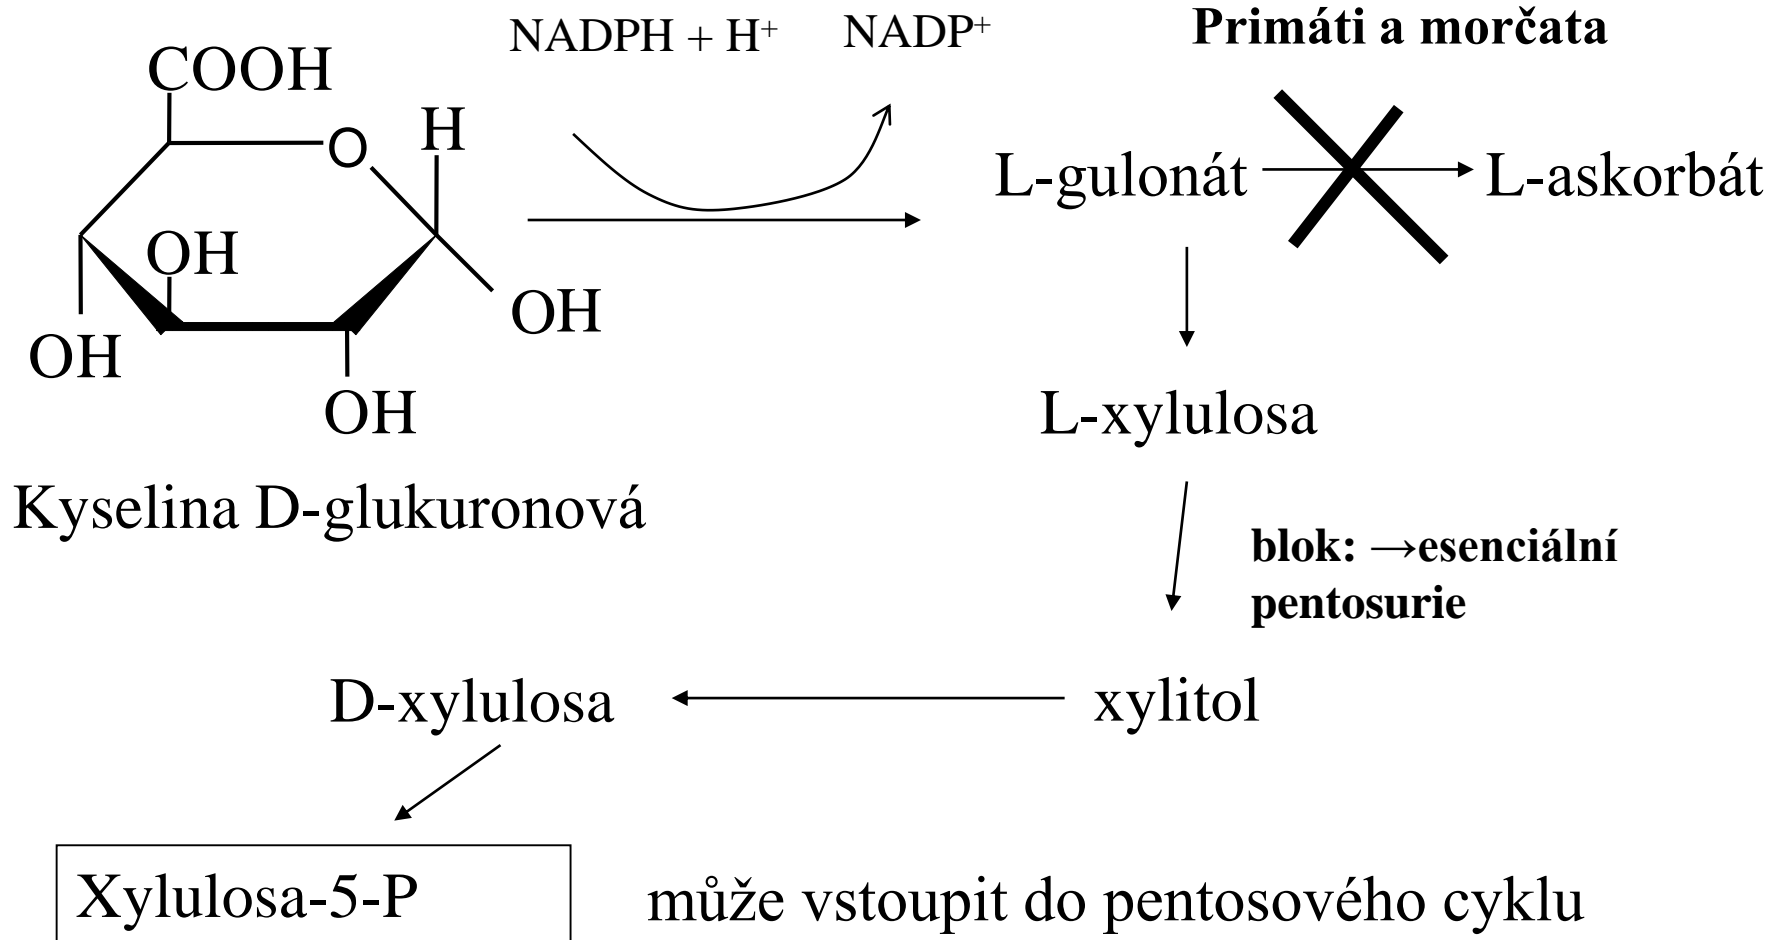 NADPH + H⁺
NADP⁺
Primáti a morčata
COOH
O
H
OH
OH
OH
OH
L-gulonát
L-askorbát
L-xylulosa
Kyselina D-glukuronová
blok: →esenciální
pentosurie
D-xylulosa
xylitol
Xylulosa-5-P
může vstoupit do pentosového cyklu